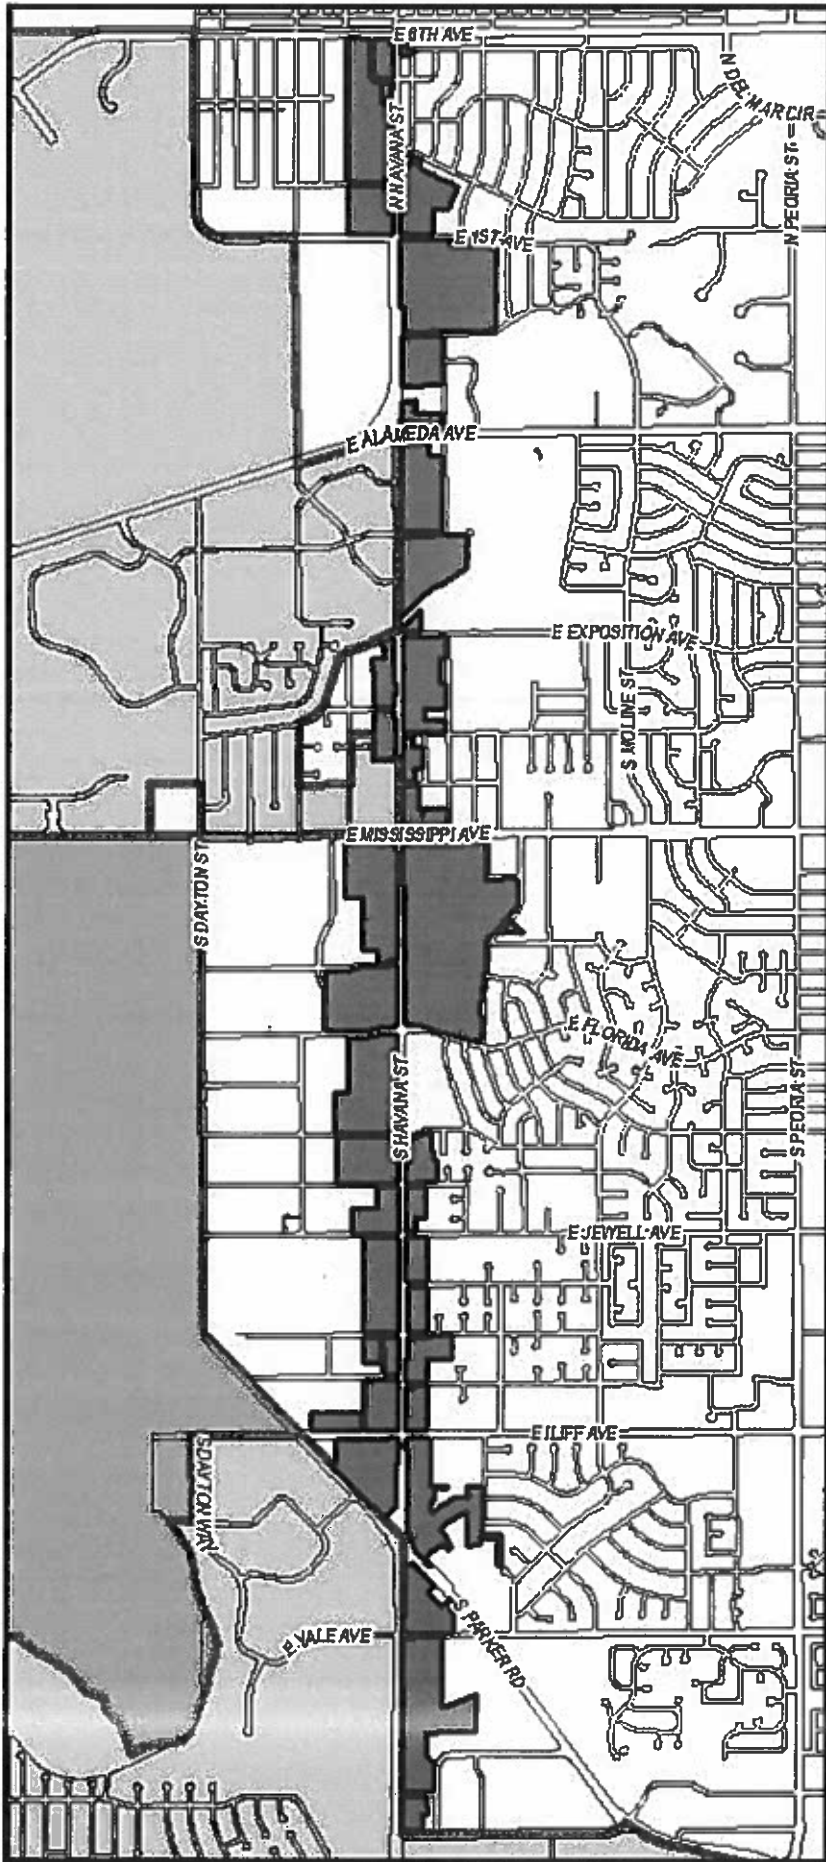 E 6TH AVE
N DEL MAR CIR
N HAVANA ST
N PEORIA ST
E 1ST AVE
E ALAMEDA AVE
E EXPOSITION AVE
S MOLINE ST
E MISSISSIPPI AVE
S DAYTON ST
E FLORIDA AVE
S HAVANA ST
S PEORIA ST
E JEWELL AVE
E ILIFF AVE
S DAYTON WAY
S PARKER RD
E YALE AVE